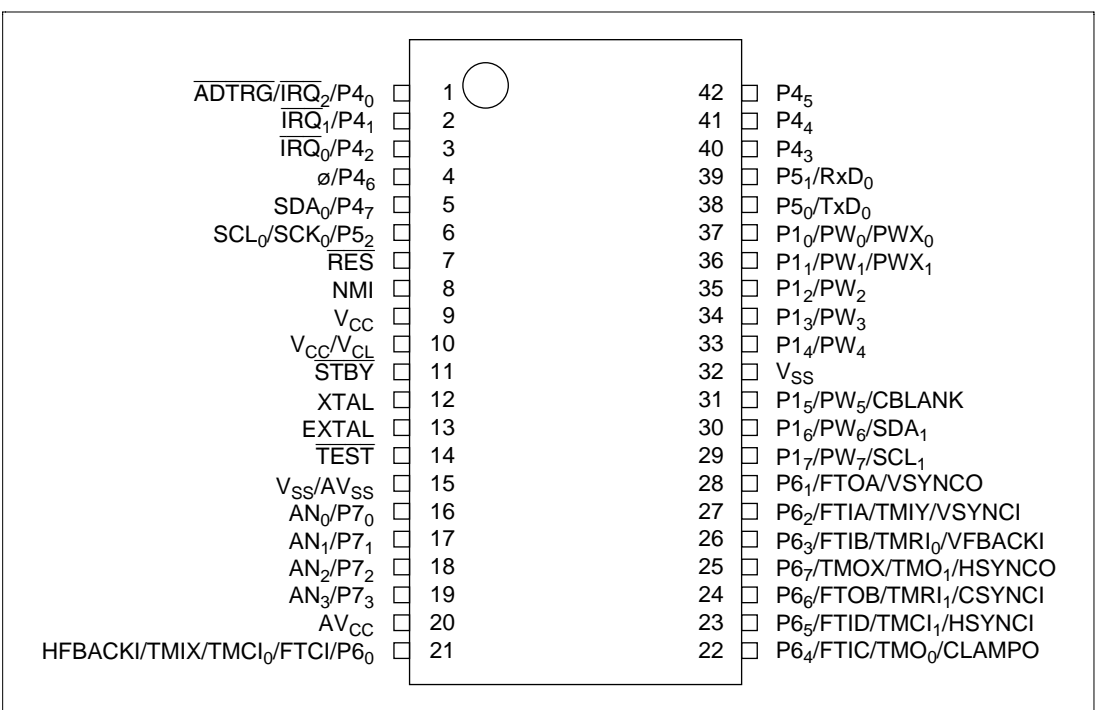 ADTRG/IRQ2/P40 1 42 P45
IRQ1/P41 2 41 P44
IRQ0/P42 3 40 P43
ø/P46 4 39 P51/RxD0
SDA0/P47 5 38 P50/TxD0
SCL0/SCK0/P52 6 37 P10/PW0/PWX0
RES 7 36 P11/PW1/PWX1
NMI 8 35 P12/PW2
VCC 9 34 P13/PW3
VCC/VCL 10 33 P14/PW4
STBY 11 32 VSS
XTAL 12 31 P15/PW5/CBLANK
EXTAL 13 30 P16/PW6/SDA1
TEST 14 29 P17/PW7/SCL1
VSS/AVSS 15 28 P61/FTOA/VSYNCO
AN0/P70 16 27 P62/FTIA/TMIY/VSYNCI
AN1/P71 17 26 P63/FTIB/TMRI0/VFBACKI
AN2/P72 18 25 P67/TMOX/TMO1/HSYNCO
AN3/P73 19 24 P66/FTOB/TMRI1/CSYNCI
AVCC 20 23 P65/FTID/TMCI1/HSYNCI
HFBACKI/TMIX/TMCI0/FTCI/P60 21 22 P64/FTIC/TMO0/CLAMPO